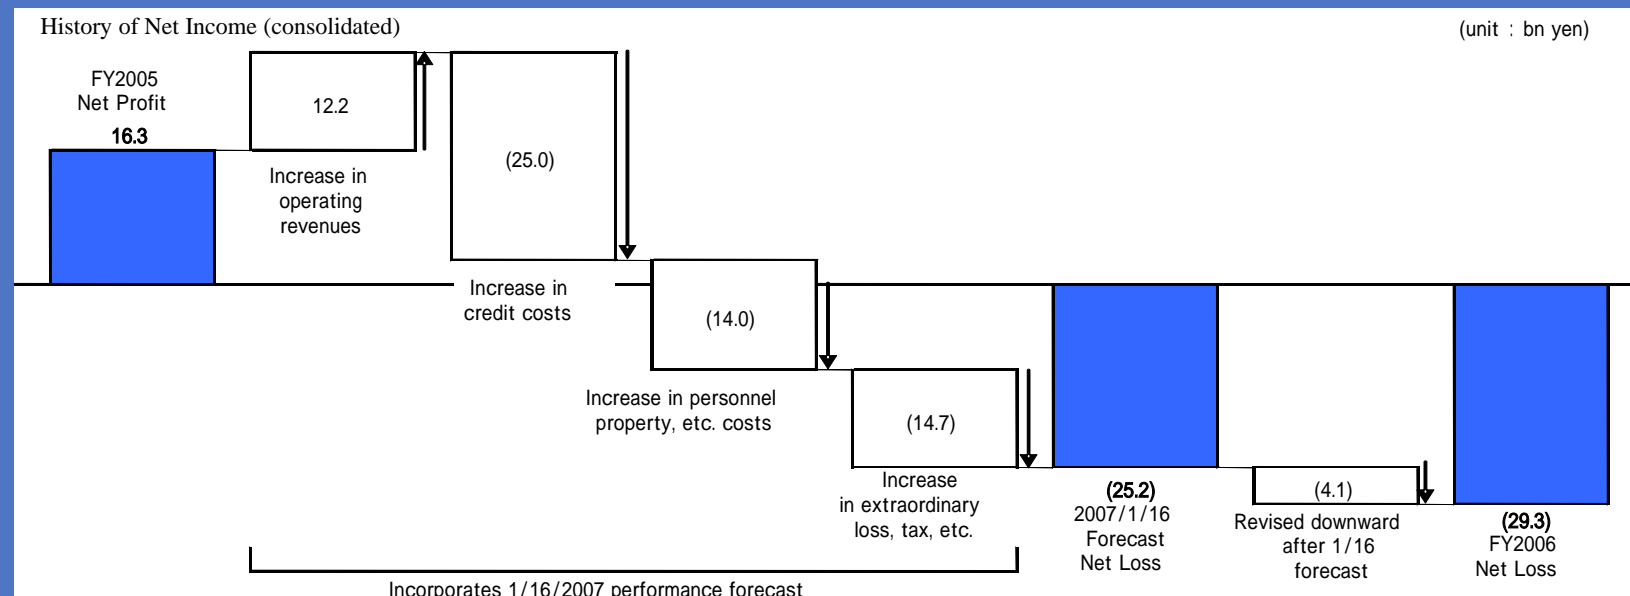 History of Net Income (consolidated)
(unit : bn yen)
FY2005
Net Profit
16.3
12.2
Increase in
operating
revenues
(25.0)
Increase in
credit costs
(14.0)
Increase in personnel
property, etc. costs
(14.7)
Increase
in extraordinary
loss, tax, etc.
(25.2)
2007/1/16
Forecast
Net Loss
(4.1)
Revised downward
after 1/16
forecast
(29.3)
FY2006
Net Loss
Incorporates 1/16/2007 performance forecast